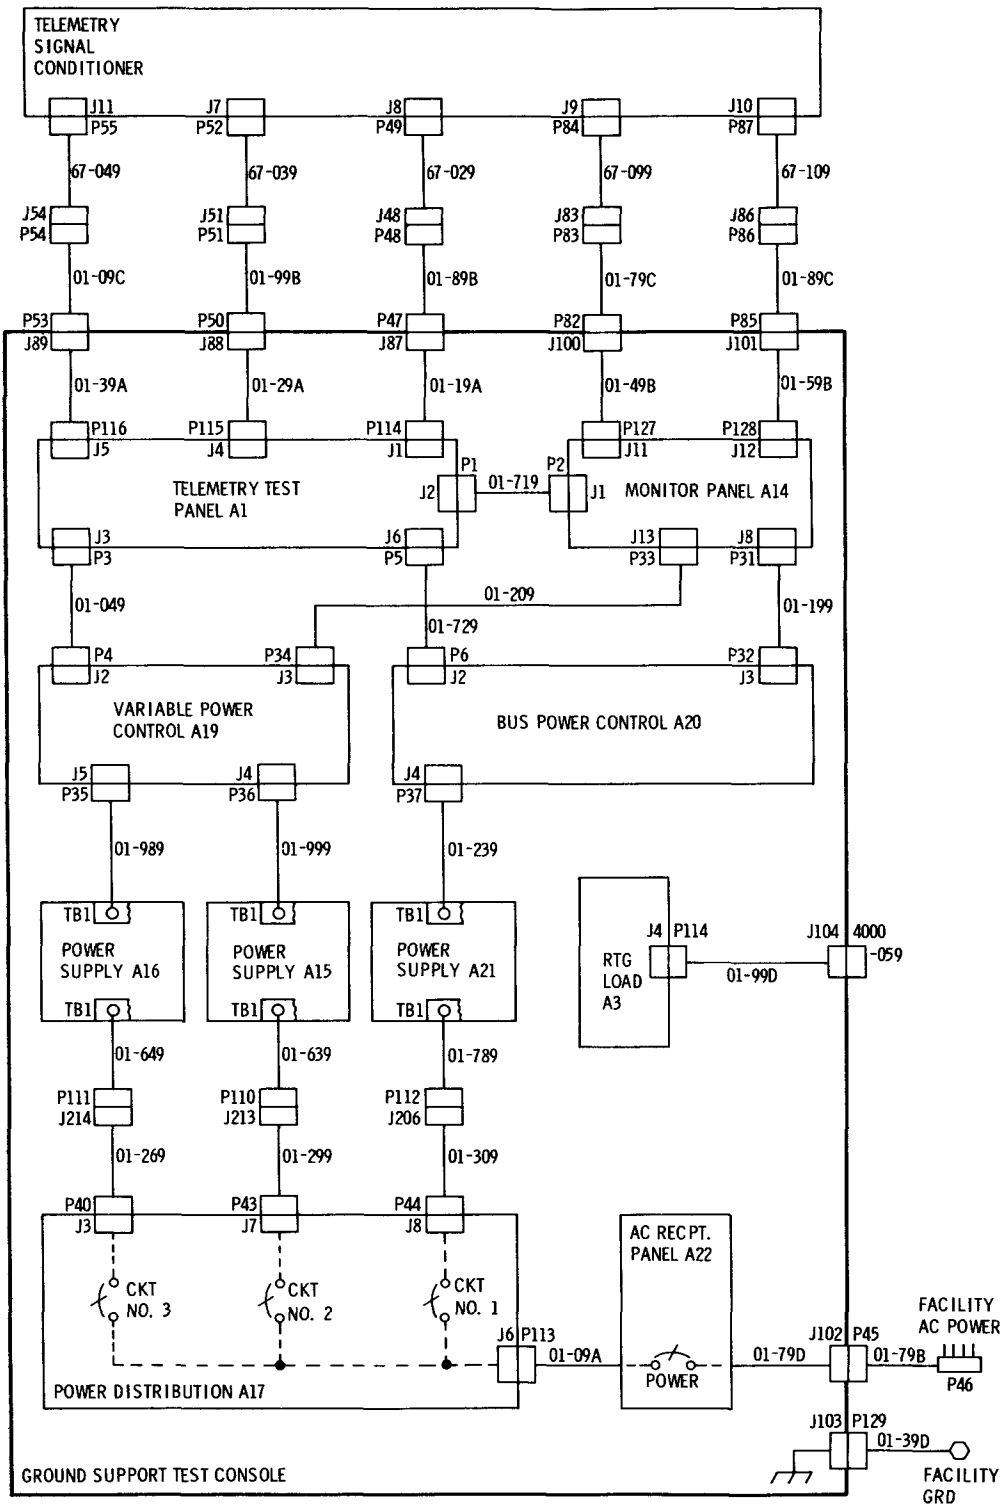 TELEMETRY
SIGNAL
CONDITIONER
J11 J7 J8 J9 J10
P55 P52 P49 P84 P87
67-049 67-039 67-029 67-099 67-109
J54 J51 J48 J83 J86
P54 P51 P48 P83 P86
01-09C 01-99B 01-89B 01-79C 01-89C
P53 P50 P47 P82 P85
J89 J88 J87 J100 J101
01-39A 01-29A 01-19A 01-49B 01-59B
P116 P115 P114 P127 P128
J5 J4 J1 J11 J12
P1 P2
01-719
TELEMETRY TEST
PANEL A1
J2 J1
MONITOR PANEL A14
J3 J6 J13 J8
P3 P5 P33 P31
01-209
01-049 01-199
01-729
P4 P34 P6 P32
J2 J3 J2 J3
VARIABLE POWER
CONTROL A19
BUS POWER CONTROL A20
J5 J4 J4
P35 P36 P37
01-989 01-999 01-239
TB1 TB1 TB1
POWER
SUPPLY A16
POWER
SUPPLY A15
POWER
SUPPLY A21
TB1 TB1 TB1
J4 P114
RTG
LOAD
A3
01-99D
J104 4000
-059
01-649 01-639 01-789
P111 P110 P112
J214 J213 J206
01-269 01-299 01-309
P40 P43 P44
J3 J7 J8
CKT
NO. 3
CKT
NO. 2
CKT
NO. 1
AC RECPT.
PANEL A22
J6 P113
01-09A
POWER
01-79D
J102 P45
01-79B
FACILITY
AC POWER
P46
POWER DISTRIBUTION A17
J103 P129
01-39D
FACILITY
GRD
GROUND SUPPORT TEST CONSOLE